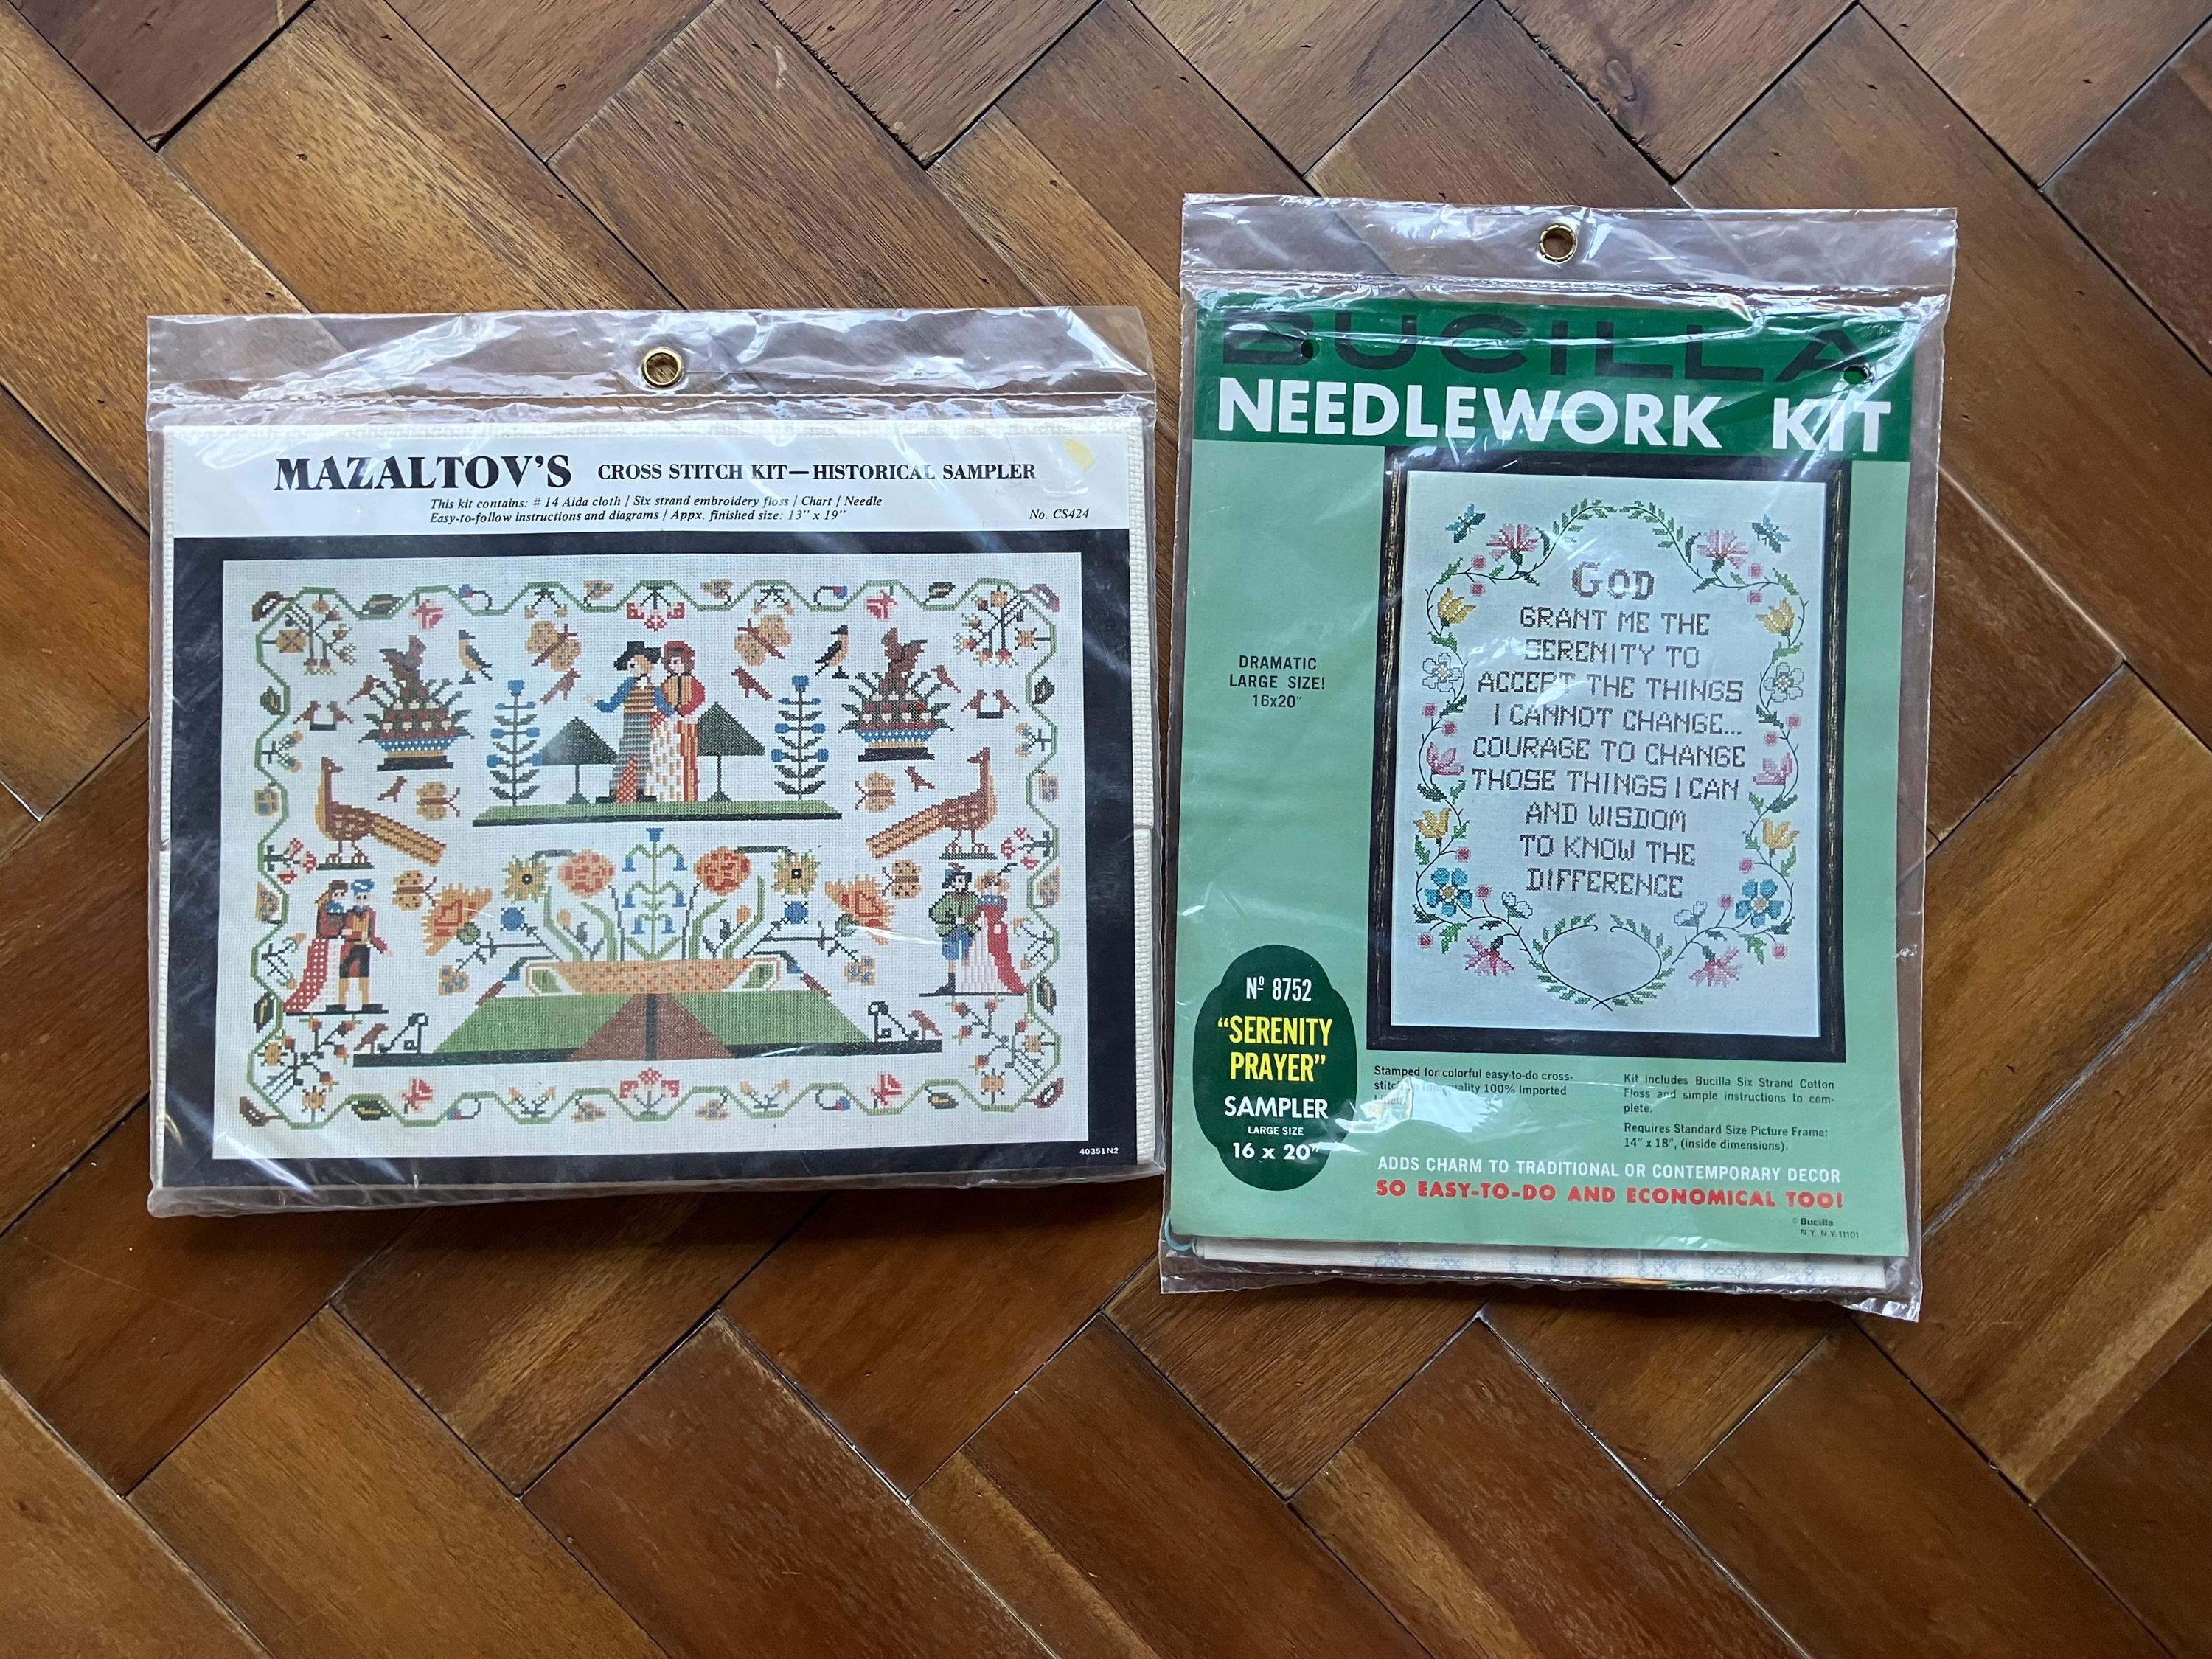 MAZALTOV'S CROSS STITCH KIT—HISTORICAL SAMPLER
This kit contains: # 14 Aida cloth / Six strand embroidery floss / Chart / Needle
Easy-to-follow instructions and diagrams / Appx. finished size: 13" x 19"
No. CS424
40351N2
BUCILLA
NEEDLEWORK KIT
DRAMATIC
LARGE SIZE!
16x20"
GOD
GRANT ME THE
SERENITY TO
ACCEPT THE THINGS
I CANNOT CHANGE...
COURAGE TO CHANGE
THOSE THINGS I CAN
AND WISDOM
TO KNOW THE
DIFFERENCE
Nº 8752
"SERENITY
PRAYER"
SAMPLER
LARGE SIZE
16 x 20"
Stamped for colorful easy-to-do cross-
stitch quality 100% Imported
Kit includes Bucilla Six Strand Cotton
Floss and simple instructions to com-
plete.
Requires Standard Size Picture Frame:
14" x 18", (inside dimensions).
ADDS CHARM TO TRADITIONAL OR CONTEMPORARY DECOR
SO EASY-TO-DO AND ECONOMICAL TOO!
© Bucilla
N.Y., N.Y. 11101